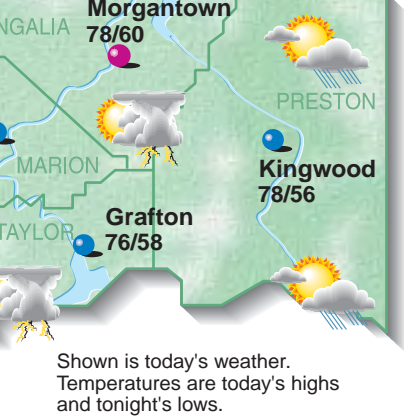 Morgantown
78/60
NGALIA
PRESTON
MARION
Kingwood
78/56
Grafton
76/58
TAYLOR
Shown is today's weather.
Temperatures are today's highs
and tonight's lows.